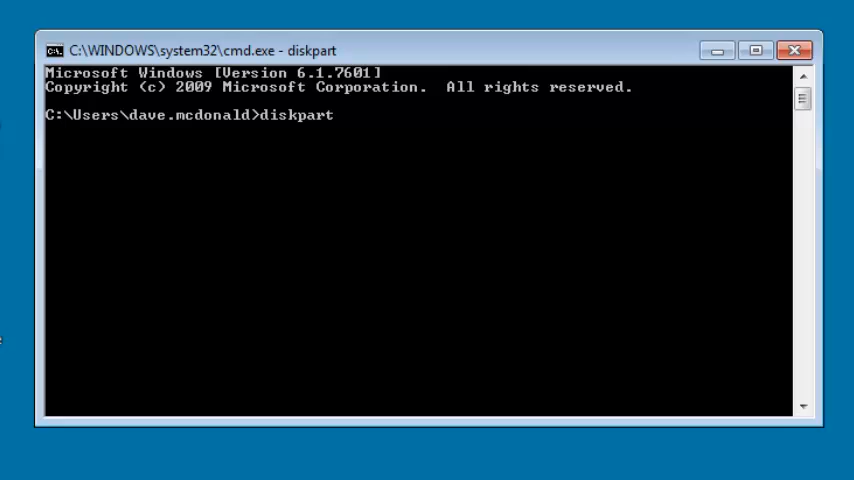 C:\WINDOWS\system32\cmd.exe - diskpart
Microsoft Windows [Version 6.1.7601]
Copyright (c) 2009 Microsoft Corporation.  All rights reserved.
C:\Users\dave.mcdonald>diskpart